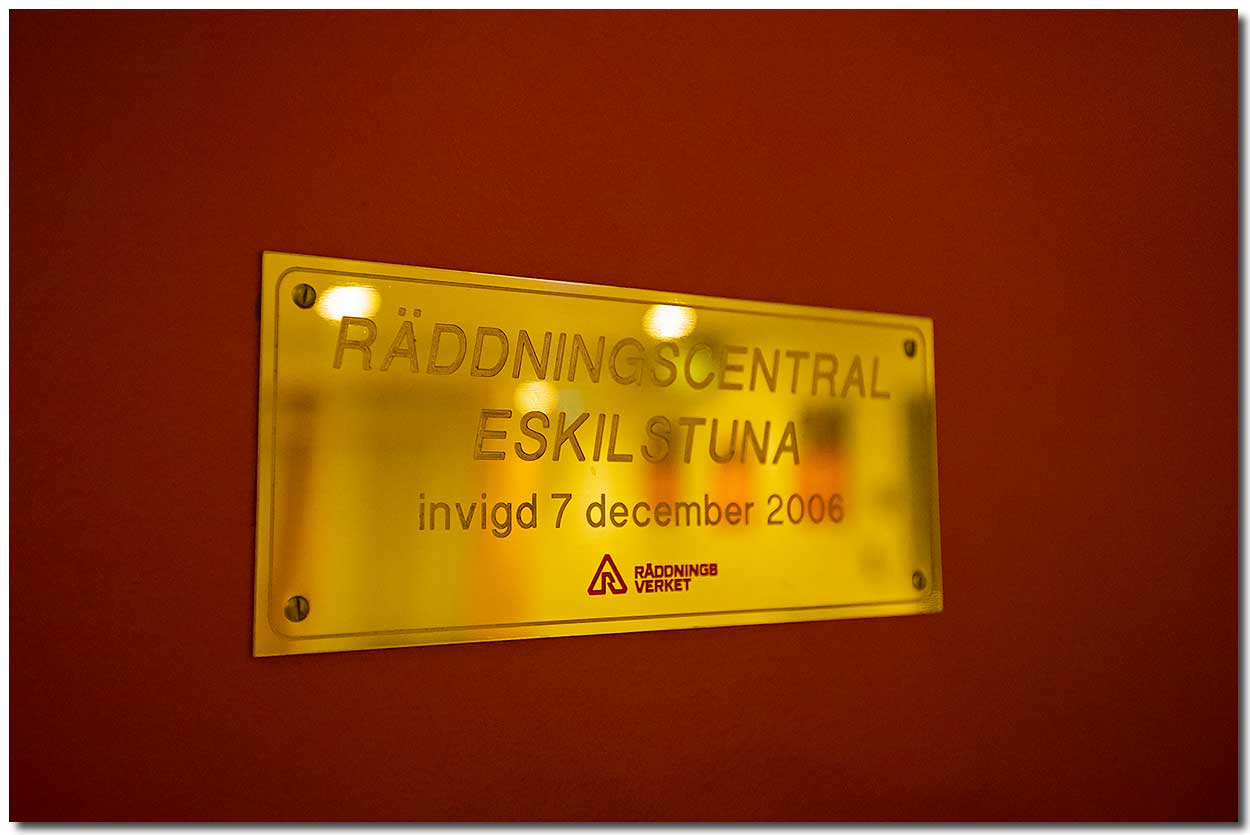 RÄDDNINGSCENTRAL
ESKILSTUNA
invigd 7 december 2006
RÄDDNINGS
VERKET